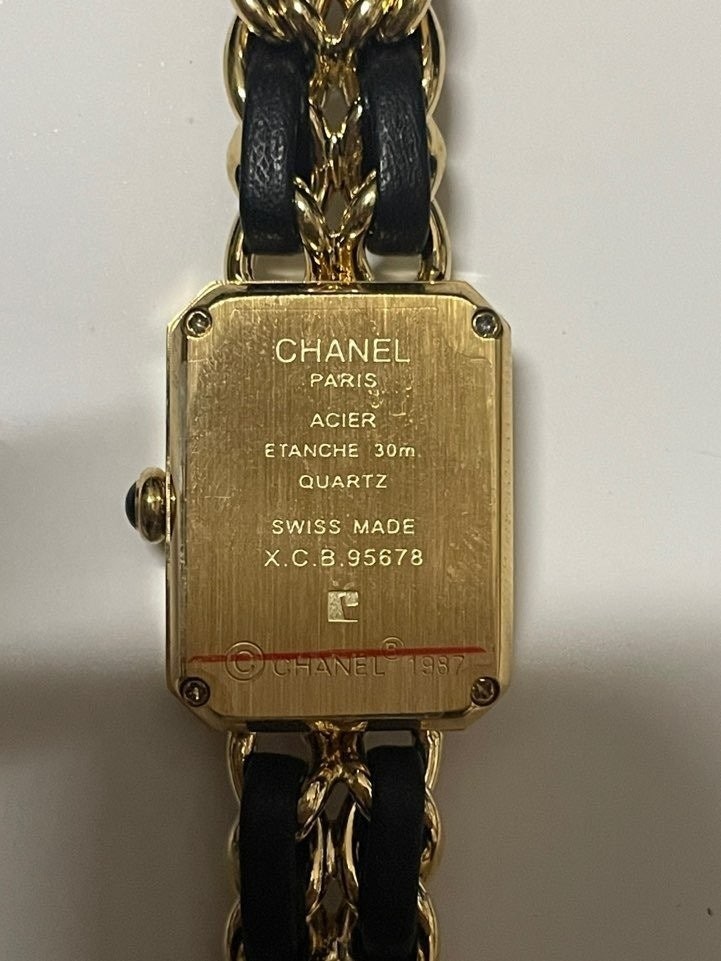 CHANEL
PARIS
ACIER
ETANCHE 30m.
QUARTZ
SWISS MADE
X.C.B.95678
© CHANEL® 1987